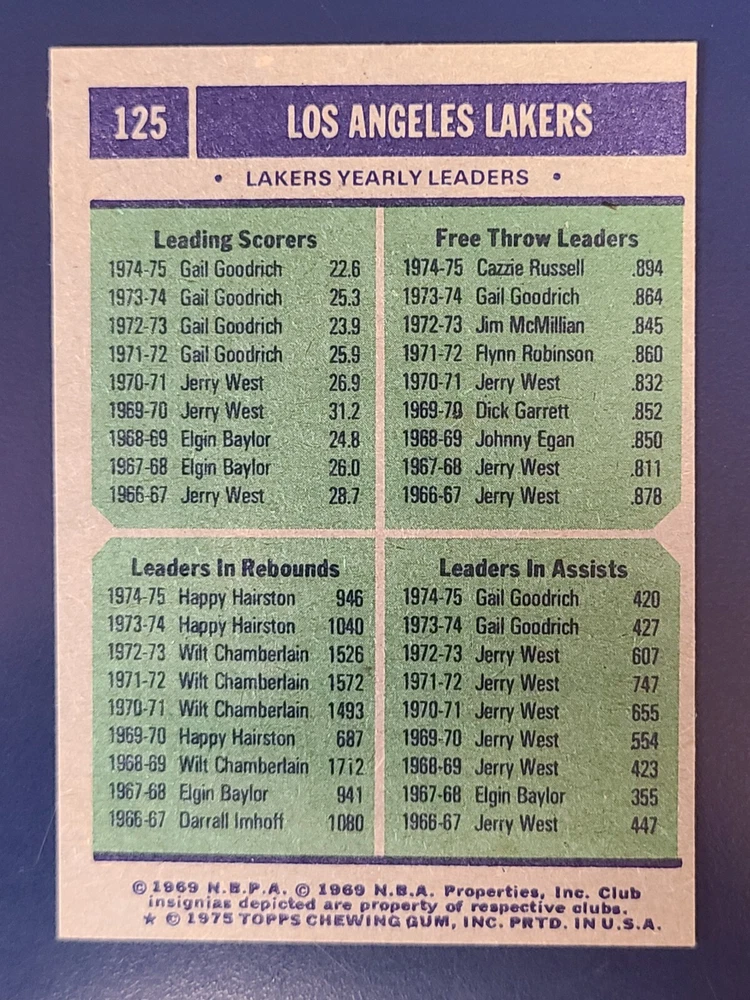 125 LOS ANGELES LAKERS
• LAKERS YEARLY LEADERS •
Leading Scorers
1974-75 Gail Goodrich 22.6
1973-74 Gail Goodrich 25.3
1972-73 Gail Goodrich 23.9
1971-72 Gail Goodrich 25.9
1970-71 Jerry West 26.9
1969-70 Jerry West 31.2
1968-69 Elgin Baylor 24.8
1967-68 Elgin Baylor 26.0
1966-67 Jerry West 28.7
Free Throw Leaders
1974-75 Cazzie Russell .894
1973-74 Gail Goodrich .864
1972-73 Jim McMillian .845
1971-72 Flynn Robinson .860
1970-71 Jerry West .832
1969-70 Dick Garrett .852
1968-69 Johnny Egan .850
1967-68 Jerry West .811
1966-67 Jerry West .878
Leaders In Rebounds
1974-75 Happy Hairston 946
1973-74 Happy Hairston 1040
1972-73 Wilt Chamberlain 1526
1971-72 Wilt Chamberlain 1572
1970-71 Wilt Chamberlain 1493
1969-70 Happy Hairston 687
1968-69 Wilt Chamberlain 1712
1967-68 Elgin Baylor 941
1966-67 Darrall Imhoff 1080
Leaders In Assists
1974-75 Gail Goodrich 420
1973-74 Gail Goodrich 427
1972-73 Jerry West 607
1971-72 Jerry West 747
1970-71 Jerry West 655
1969-70 Jerry West 554
1968-69 Jerry West 423
1967-68 Elgin Baylor 355
1966-67 Jerry West 447
© 1969 N.B.P.A. © 1969 N.B.A. Properties, Inc. Club
insignias depicted are property of respective clubs.
★ © 1975 TOPPS CHEWING GUM, INC. PRTD. IN U.S.A.